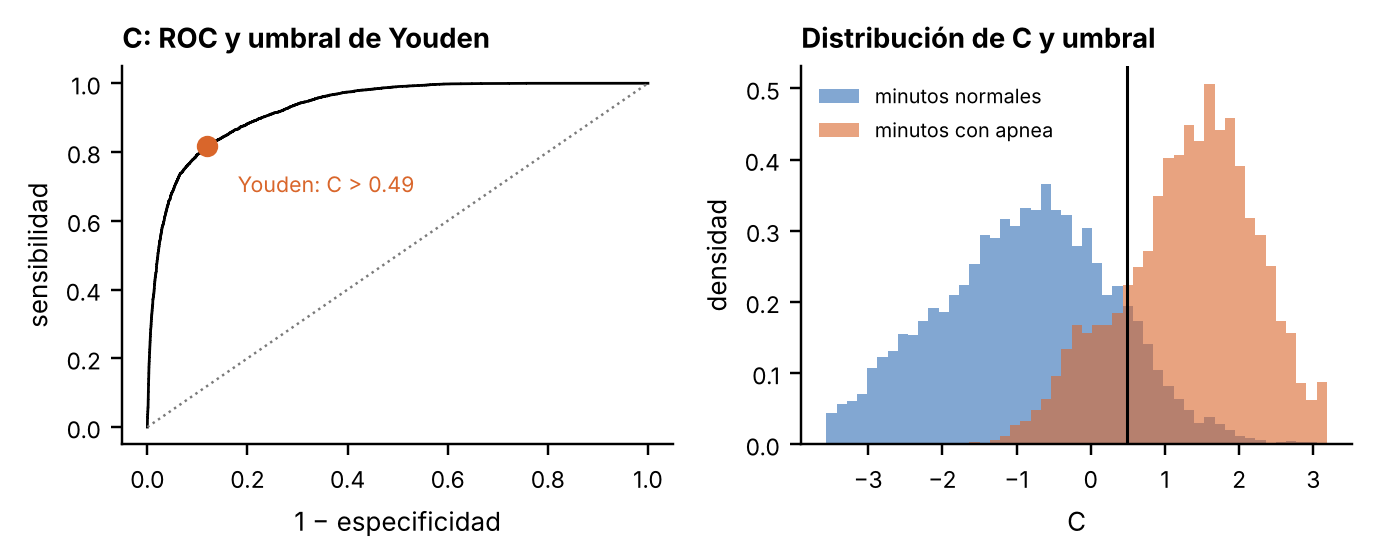 C: ROC y umbral de Youden
1.0
0.8
0.6
0.4
0.2
0.0
sensibilidad
Youden: C > 0.49
0.0 0.2 0.4 0.6 0.8 1.0
1 − especificidad
Distribución de C y umbral
minutos normales
minutos con apnea
0.5
0.4
0.3
0.2
0.1
0.0
densidad
−3 −2 −1 0 1 2 3
C